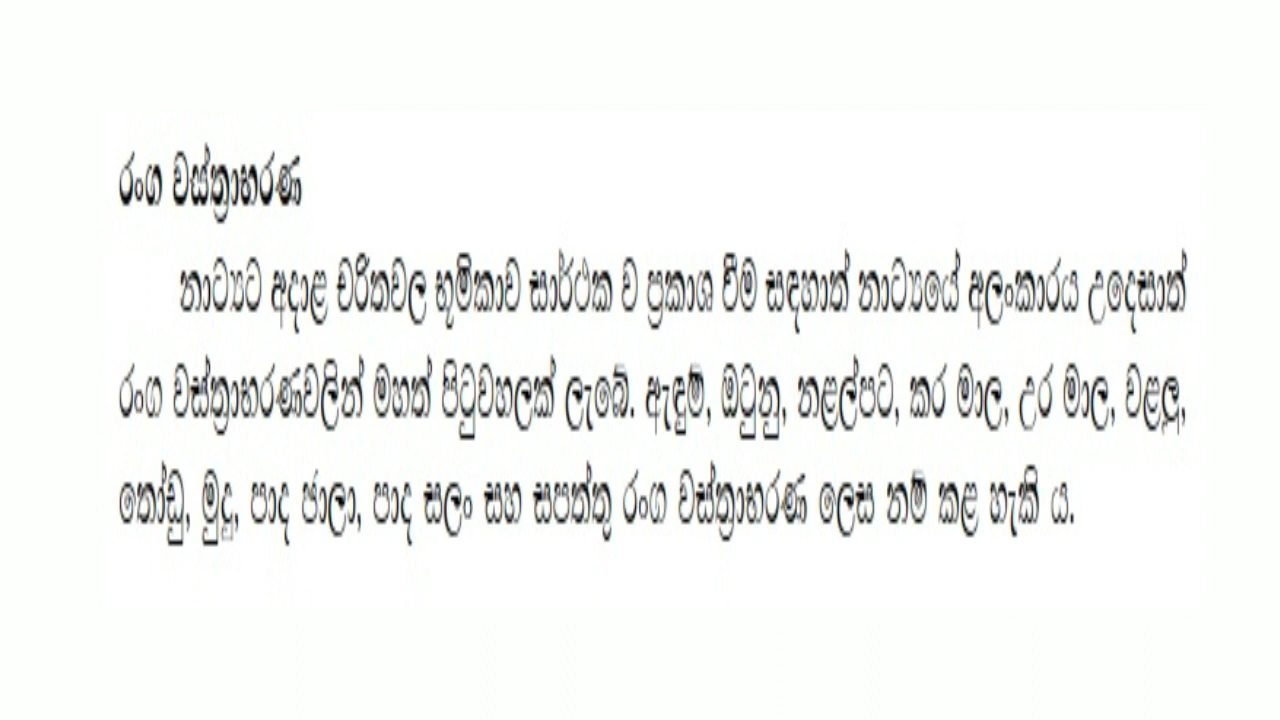 රංග වස්ත්‍රාභරණ
නාට්‍යට අදාළ චරිතවල භූමිකාව සාර්ථක ව ප්‍රකාශ වීම සඳහාත් නාට්‍යයේ අලංකාරය උදෙසාත්
රංග වස්ත්‍රාභරණවලින් මහත් පිටුවහලක් ලැබේ. ඇඳුම්, ඔටුනු, නළල්පට, කර මාල, උර මාල, වළලු,
තෝඩු, මුදු, පාද ජාලා, පාද සලං සහ සපත්තු රංග වස්ත්‍රාභරණ ලෙස නම් කළ හැකි ය.